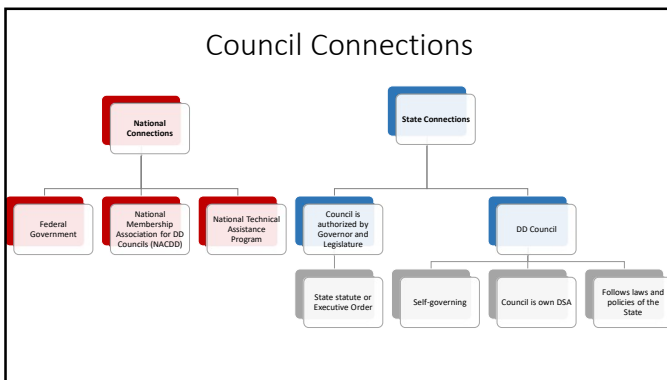 Council Connections
National
Connections
State Connections
Federal
Government
National
Membership
Association for DD
Councils (NACDD)
National Technical
Assistance
Program
Council is
authorized by
Governor and
Legislature
DD Council
State statute or
Executive Order
Self-governing
Council is own DSA
Follows laws and
policies of the
State